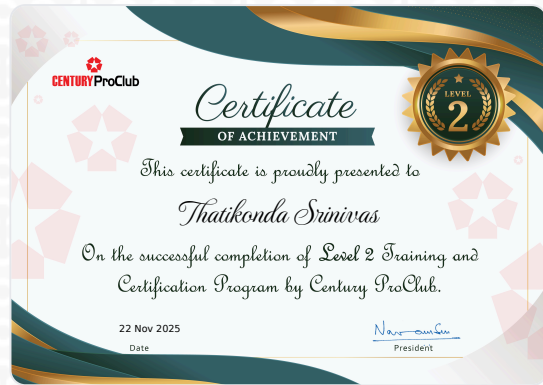 CENTURY ProClub
LEVEL
2
Certificate
OF ACHIEVEMENT
This certificate is proudly presented to
Thatikonda Srinivas
On the successful completion of Level 2 Training and
Certification Program by Century ProClub.
22 Nov 2025
Date
President